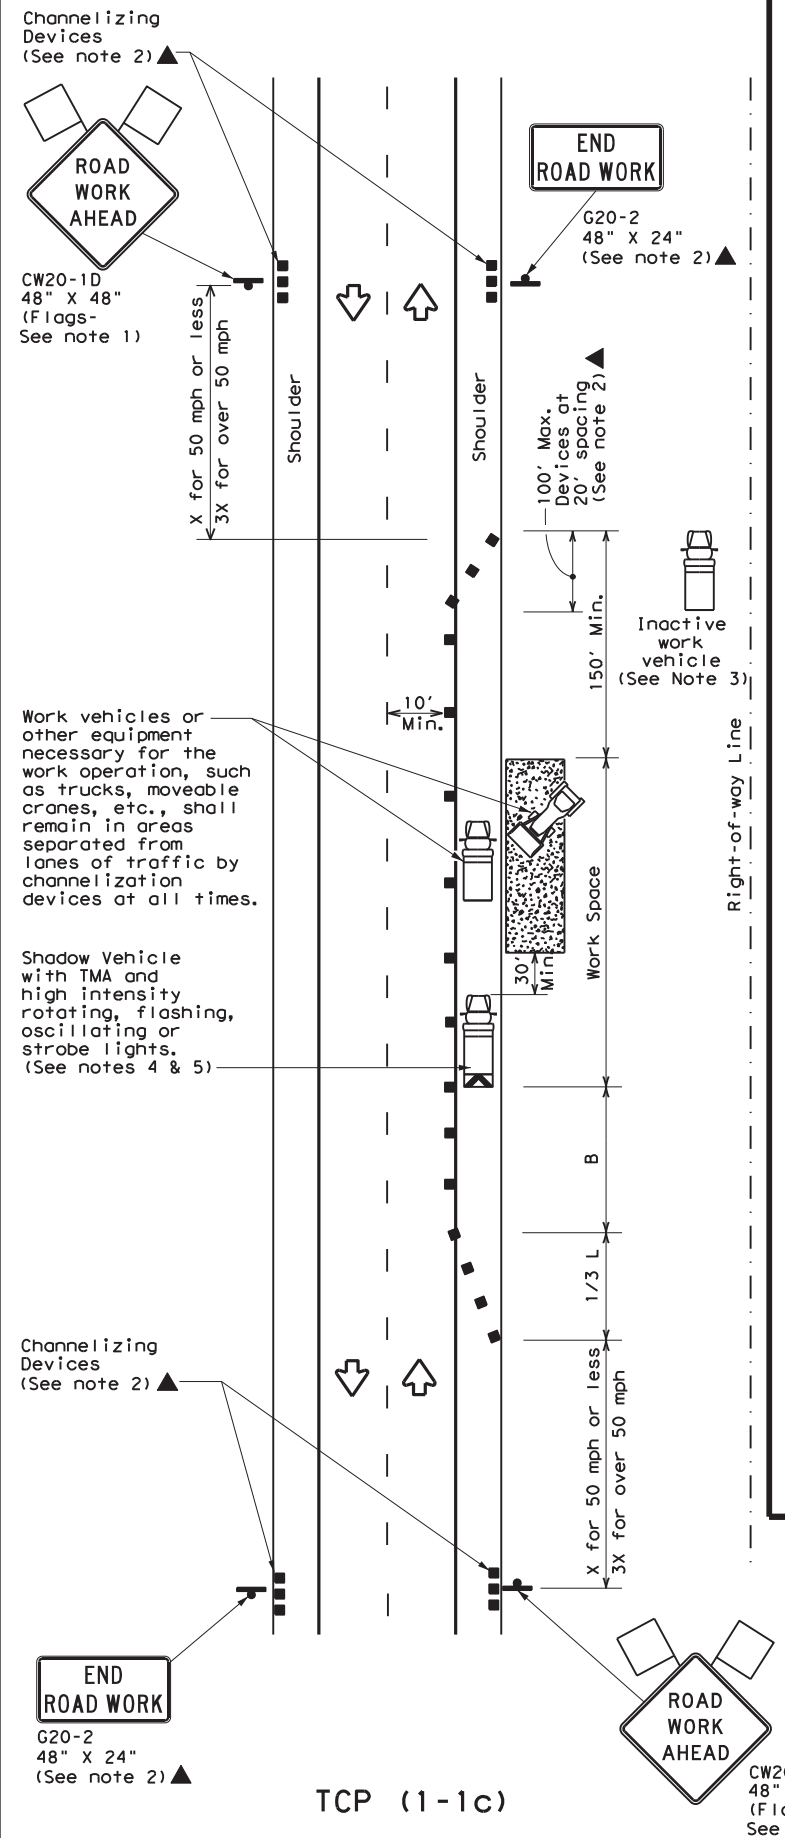 Channelizing
Devices
(See note 2)
ROAD
WORK
AHEAD
CW20-1D
48" X 48"
(Flags-
See note 1)
END
ROAD WORK
G20-2
48" X 24"
(See note 2)
X for 50 mph or less
3X for over 50 mph
Shoulder
Shoulder
100' Max.
Devices at
20' spacing
(See note 2)
150' Min.
Inactive
work
vehicle
(See Note 3)
10'
Min.
Work vehicles or
other equipment
necessary for the
work operation, such
as trucks, moveable
cranes, etc., shall
remain in areas
separated from
lanes of traffic by
channelization
devices at all times.
Right-of-way Line
Work Space
30'
Min.
Shadow Vehicle
with TMA and
high intensity
rotating, flashing,
oscillating or
strobe lights.
(See notes 4 & 5)
B
1/3 L
Channelizing
Devices
(See note 2)
X for 50 mph or less
3X for over 50 mph
END
ROAD WORK
G20-2
48" X 24"
(See note 2)
ROAD
WORK
AHEAD
48"
See
TCP (1-1c)